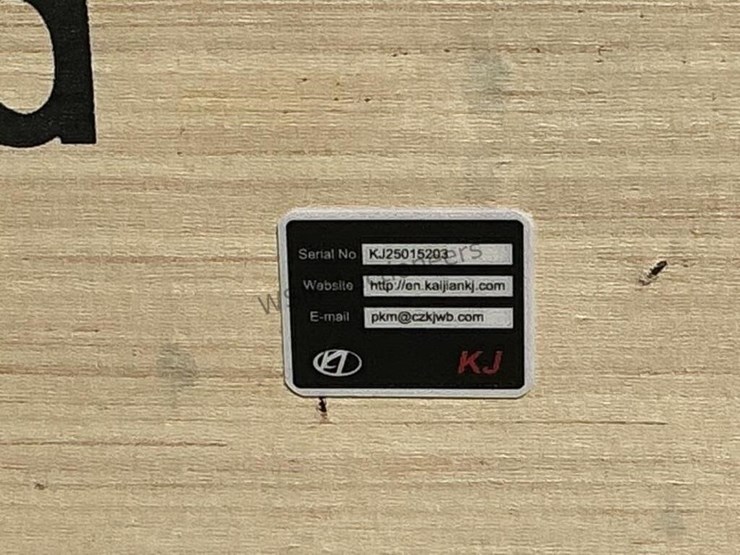 d
Serial No KJ25015203
Website http://en.kaijiankj.com
E-mail pkm@czkjwb.com
KJ